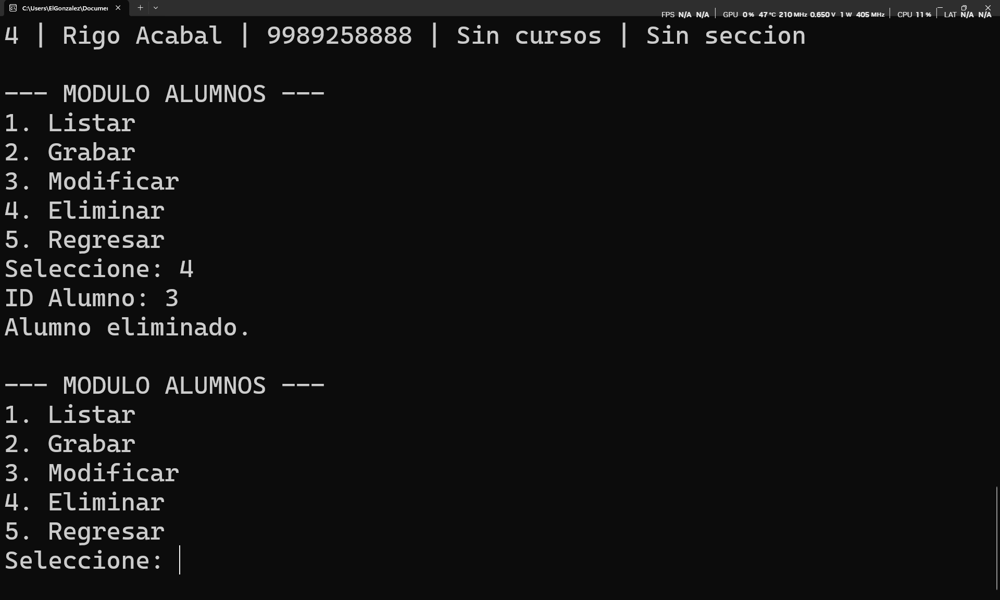 C:\Users\ElGonzalez\Documer
FPS N/A N/A | GPU 0% 47°C 210 MHz 0.650 V 1 W 405 MHz | CPU 11% | LAT N/A N/A
4 | Rigo Acabal | 9989258888 | Sin cursos | Sin seccion
--- MODULO ALUMNOS ---
1. Listar
2. Grabar
3. Modificar
4. Eliminar
5. Regresar
Seleccione: 4
ID Alumno: 3
Alumno eliminado.
--- MODULO ALUMNOS ---
1. Listar
2. Grabar
3. Modificar
4. Eliminar
5. Regresar
Seleccione: